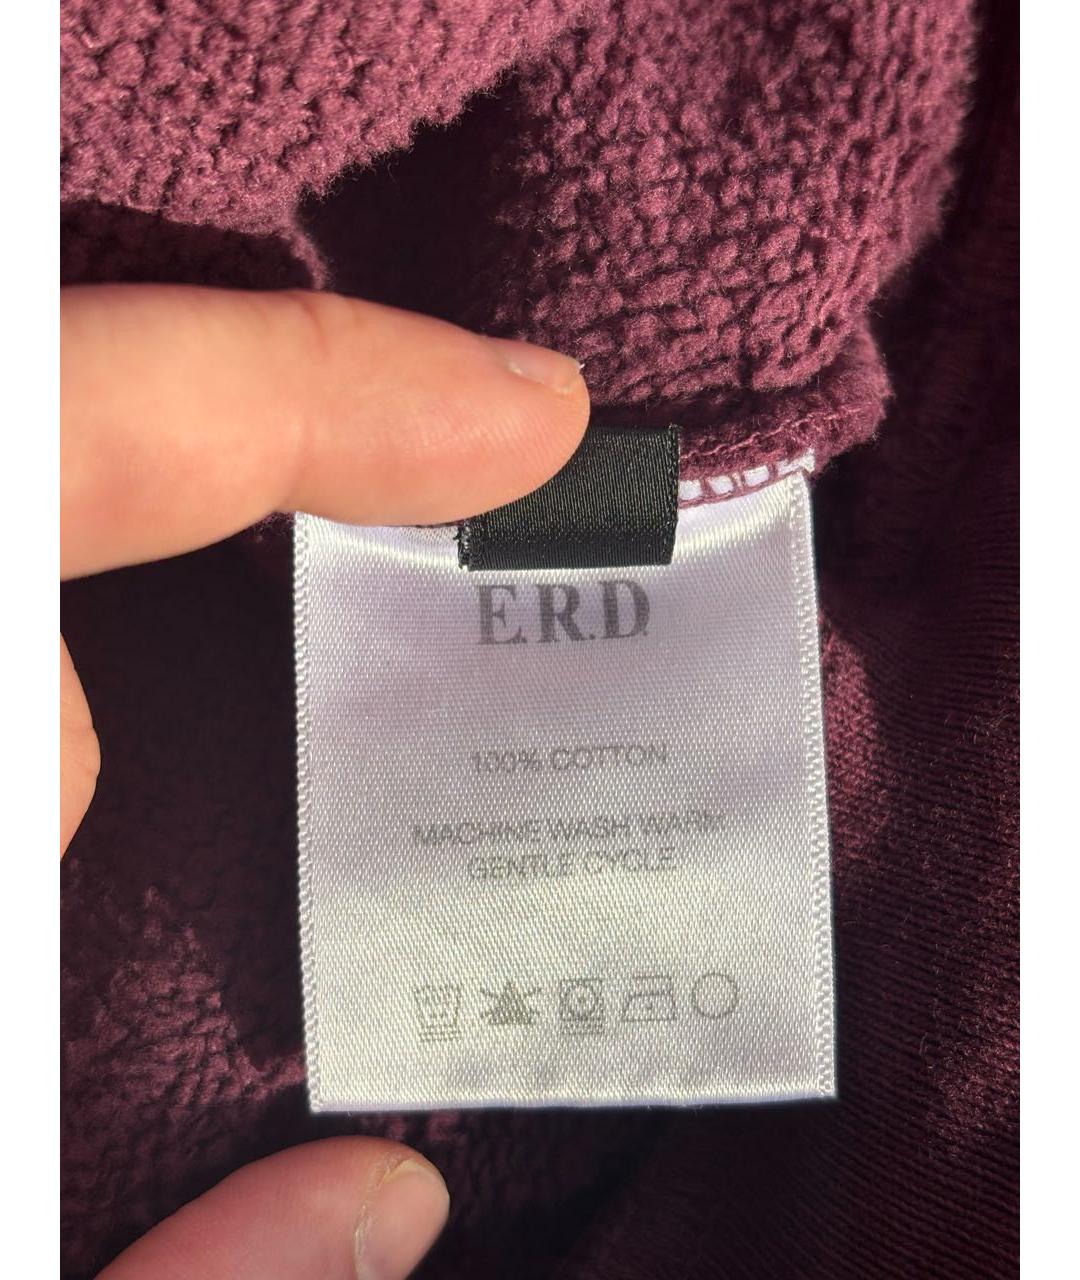 E.R.D.
100% COTTON
MACHINE WASH WARM
GENTLE CYCLE